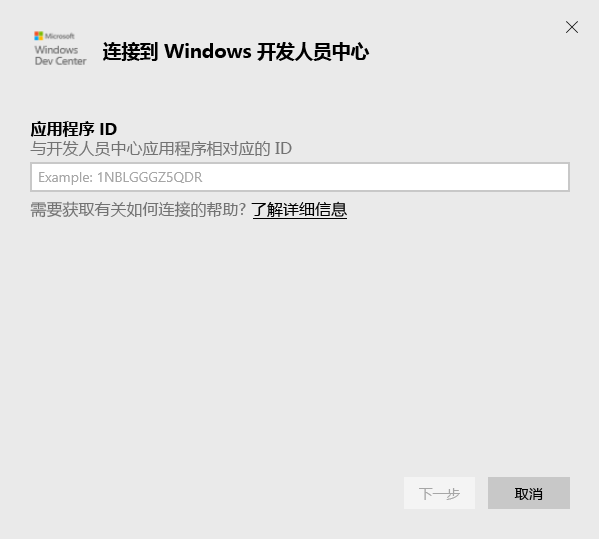 Microsoft
Windows
Dev Center
连接到 Windows 开发人员中心
应用程序 ID
与开发人员中心应用程序相对应的 ID
Example: 1NBLGGGZ5QDR
需要获取有关如何连接的帮助? 了解详细信息
下一步
取消